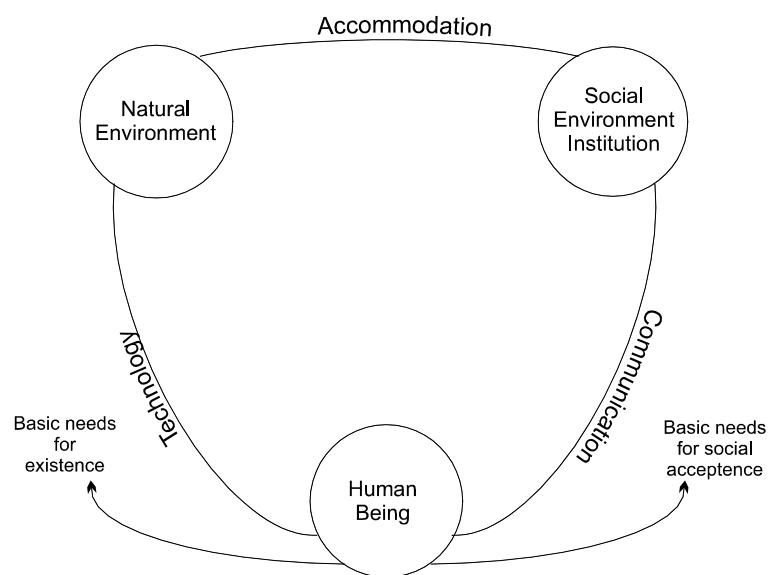 Accommodation
Natural
Environment
Social
Environment
Institution
Technology
Communication
Basic needs
for
existence
Basic needs
for social
acceptence
Human
Being